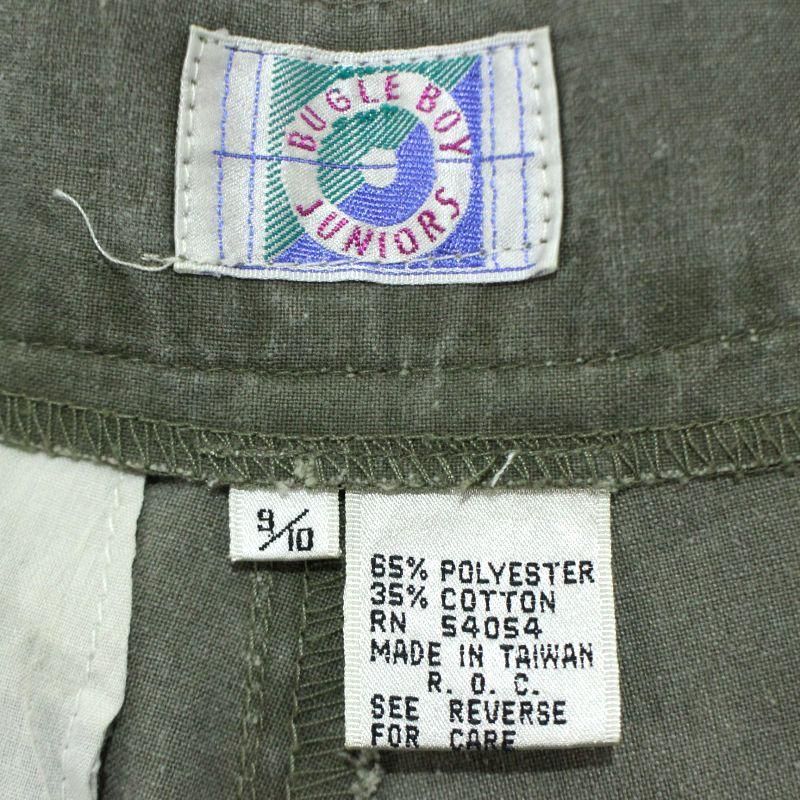 BUGLE BOY
JUNIORS
9/10
65% POLYESTER
35% COTTON
RN 54054
MADE IN TAIWAN
R. O. C.
SEE REVERSE
FOR CARE